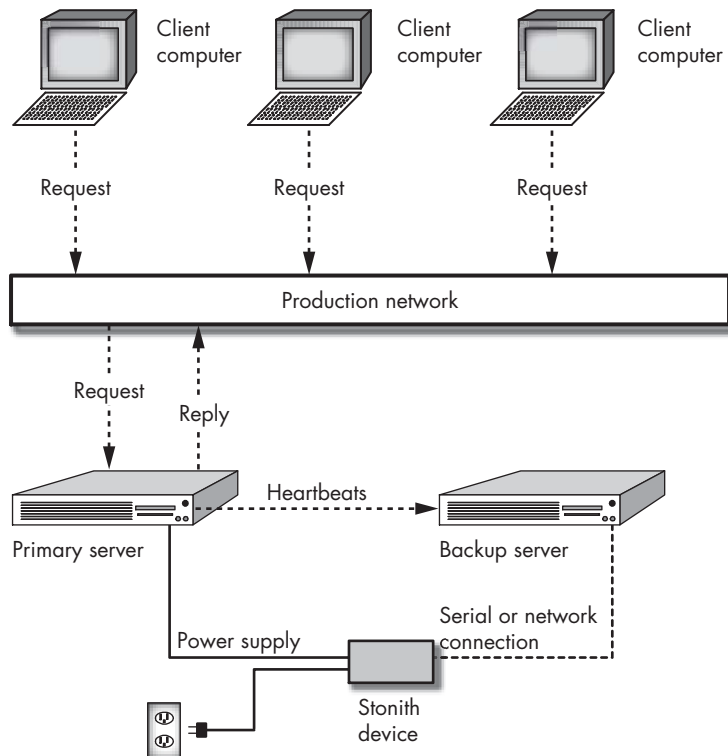 Client
computer
Client
computer
Client
computer
Request
Request
Request
Production network
Request
Reply
Heartbeats
Primary server
Backup server
Serial or network
connection
Power supply
Stonith
device